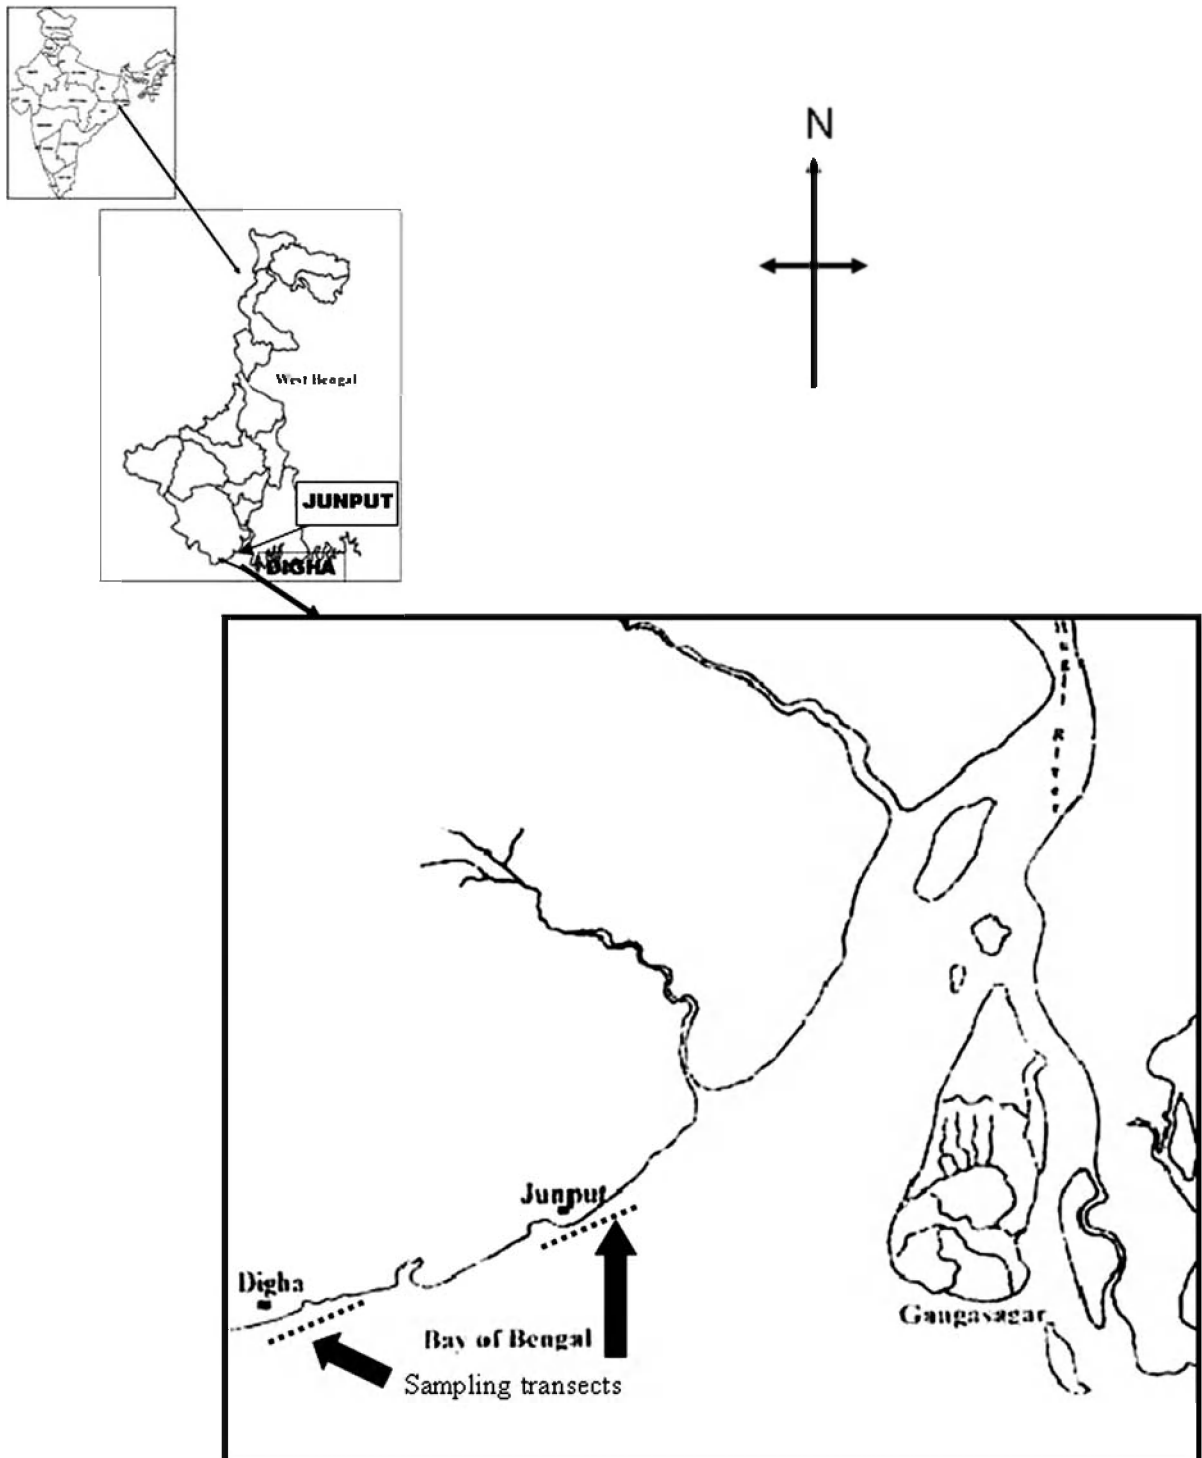 N
West Bengal
JUNPUT
DIGHA
Hugli River
Junput
Digha
Bay of Bengal
Gangasagar
Sampling transects